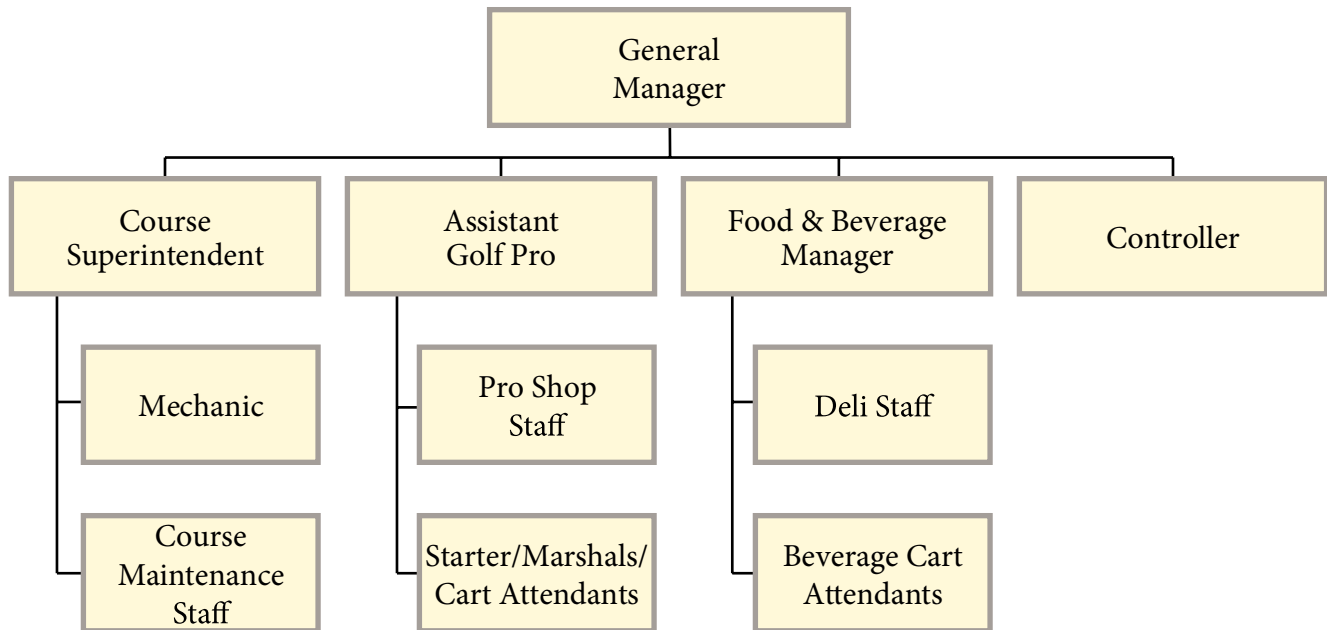 General
Manager
Course
Superintendent
Assistant
Golf Pro
Food & Beverage
Manager
Controller
Mechanic
Pro Shop
Staff
Deli Staff
Course
Maintenance
Staff
Starter/Marshals/
Cart Attendants
Beverage Cart
Attendants